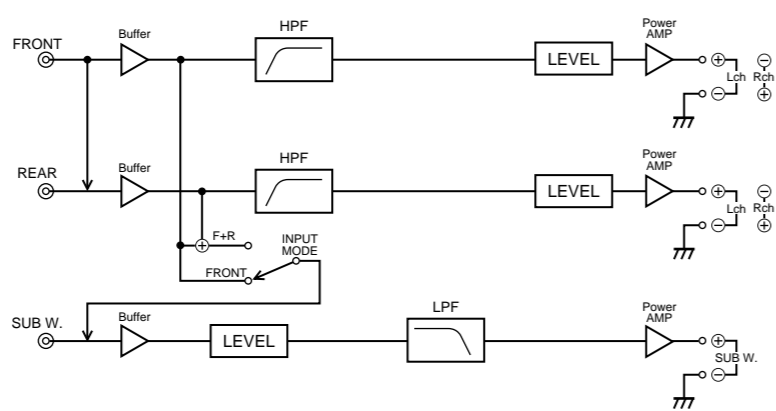 FRONT
Buffer
HPF
LEVEL
Power
AMP
+
Lch
−
−
Rch
+
REAR
Buffer
HPF
LEVEL
Power
AMP
+
Lch
−
−
Rch
+
+
F+R
INPUT
MODE
FRONT
SUB W.
Buffer
LEVEL
LPF
Power
AMP
+
SUB W.
−